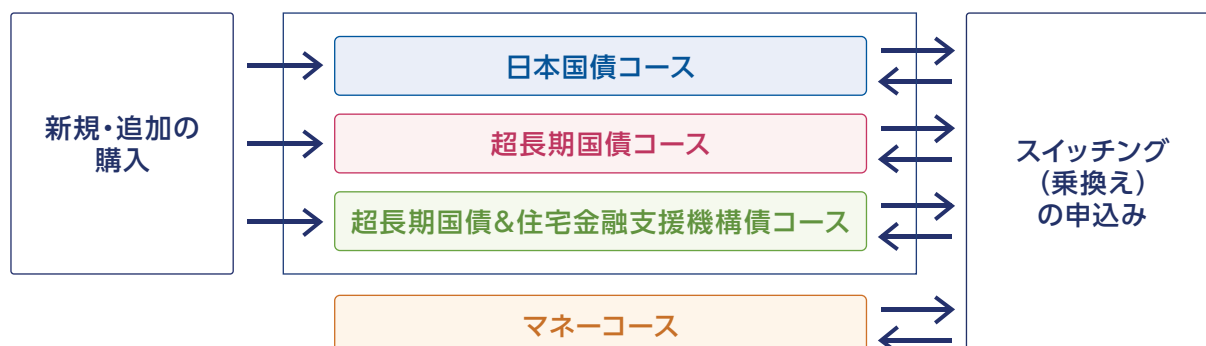 新規・追加の
購入
日本国債コース
超長期国債コース
超長期国債&住宅金融支援機構債コース
マネーコース
スイッチング
（乗換え）
の申込み